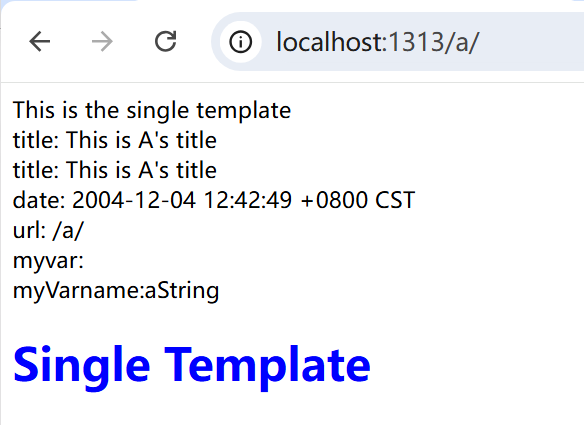 localhost:1313/a/
This is the single template
title: This is A's title
title: This is A's title
date: 2004-12-04 12:42:49 +0800 CST
url: /a/
myvar:
myVarname:aString
Single Template